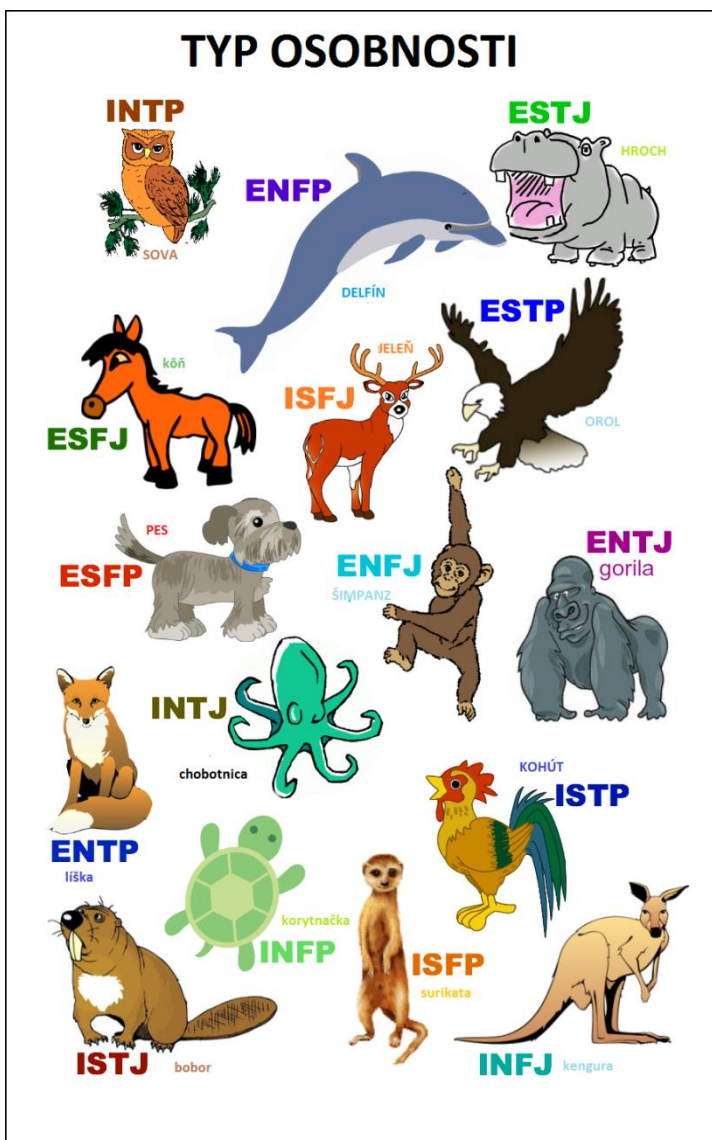 TYP OSOBNOSTI
INTP
SOVA
ENFP
DELFÍN
ESTJ
HROCH
kôň
ESFJ
JELEŇ
ISFJ
ESTP
OROL
PES
ESFP
ENFJ
ŠIMPANZ
ENTJ
gorila
INTJ
chobotnica
KOHÚT
ISTP
ENTP
líška
korytnačka
INFP
ISFP
surikata
ISTJ
bobor
INFJ
kengura